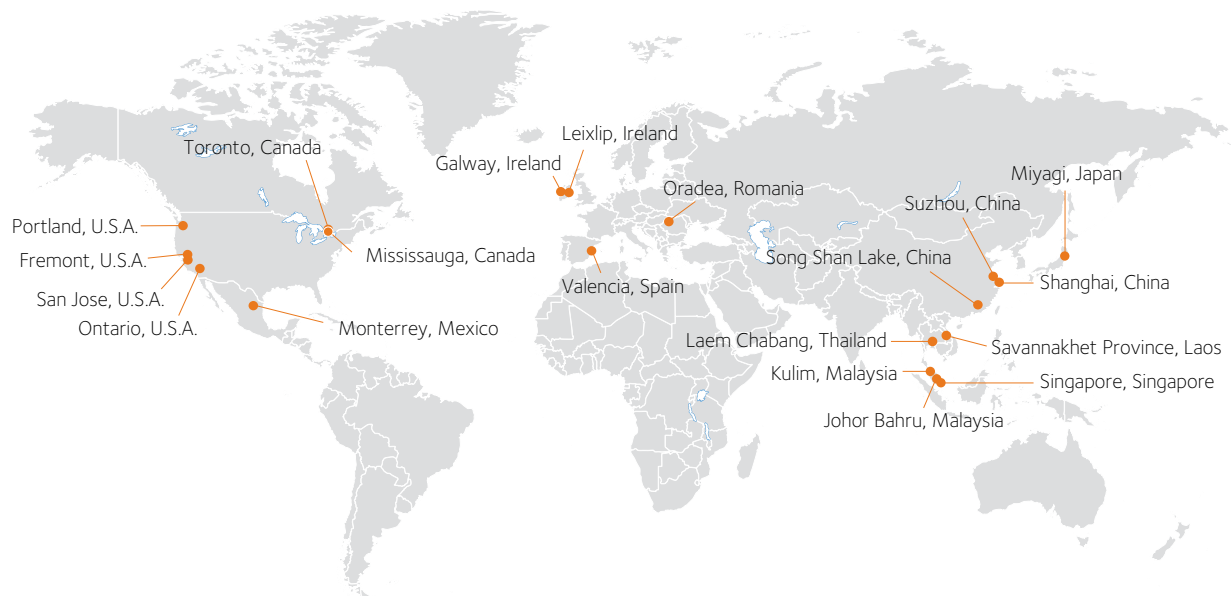 Toronto, Canada
Portland, U.S.A.
Fremont, U.S.A.
San Jose, U.S.A.
Ontario, U.S.A.
Mississauga, Canada
Monterrey, Mexico
Leixlip, Ireland
Galway, Ireland
Oradea, Romania
Valencia, Spain
Miyagi, Japan
Suzhou, China
Song Shan Lake, China
Shanghai, China
Laem Chabang, Thailand
Savannakhet Province, Laos
Kulim, Malaysia
Singapore, Singapore
Johor Bahru, Malaysia